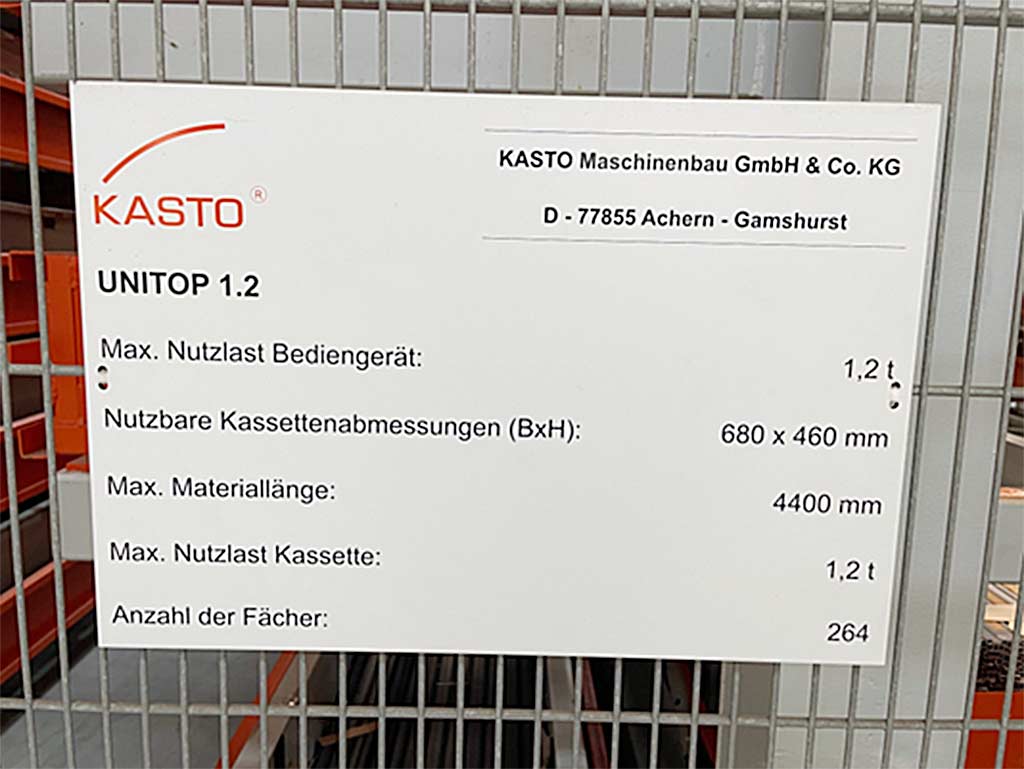 KASTO ®
KASTO Maschinenbau GmbH & Co. KG
D - 77855 Achern - Gamshurst
UNITOP 1.2
Max. Nutzlast Bediengerät: 1,2 t
Nutzbare Kassettenabmessungen (BxH): 680 x 460 mm
Max. Materiallänge: 4400 mm
Max. Nutzlast Kassette: 1,2 t
Anzahl der Fächer: 264